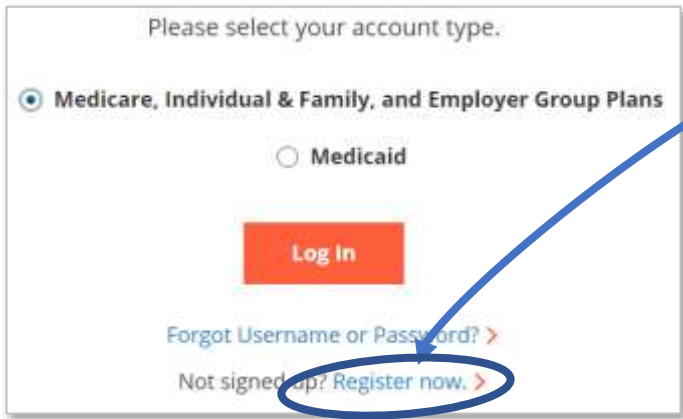 Please select your account type.
Medicare, Individual & Family, and Employer Group Plans
Medicaid
Log In
Forgot Username or Password? >
Not signed up? Register now. >